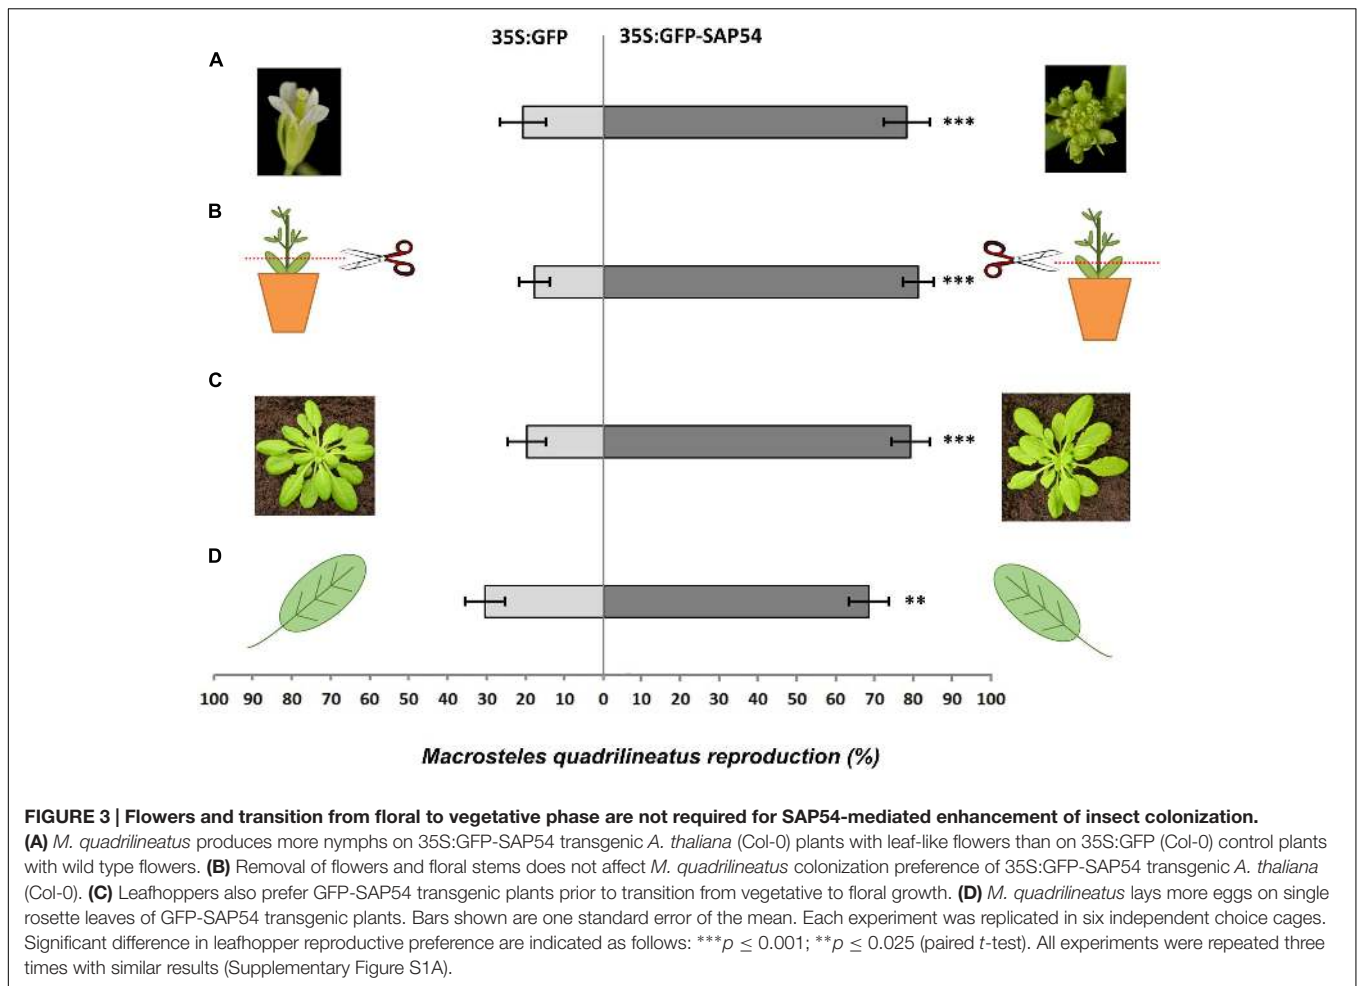 35S:GFP 35S:GFP-SAP54
A
***
B
***
C
***
D
**
100 90 80 70 60 50 40 30 20 10 0 10 20 30 40 50 60 70 80 90 100
Macrosteles quadrilineatus reproduction (%)
FIGURE 3 | Flowers and transition from floral to vegetative phase are not required for SAP54-mediated enhancement of insect colonization.
(A) M. quadrilineatus produces more nymphs on 35S:GFP-SAP54 transgenic A. thaliana (Col-0) plants with leaf-like flowers than on 35S:GFP (Col-0) control plants
with wild type flowers. (B) Removal of flowers and floral stems does not affect M. quadrilineatus colonization preference of 35S:GFP-SAP54 transgenic A. thaliana
(Col-0). (C) Leafhoppers also prefer GFP-SAP54 transgenic plants prior to transition from vegetative to floral growth. (D) M. quadrilineatus lays more eggs on single
rosette leaves of GFP-SAP54 transgenic plants. Bars shown are one standard error of the mean. Each experiment was replicated in six independent choice cages.
Significant difference in leafhopper reproductive preference are indicated as follows: ***p ≤ 0.001; **p ≤ 0.025 (paired t-test). All experiments were repeated three
times with similar results (Supplementary Figure S1A).